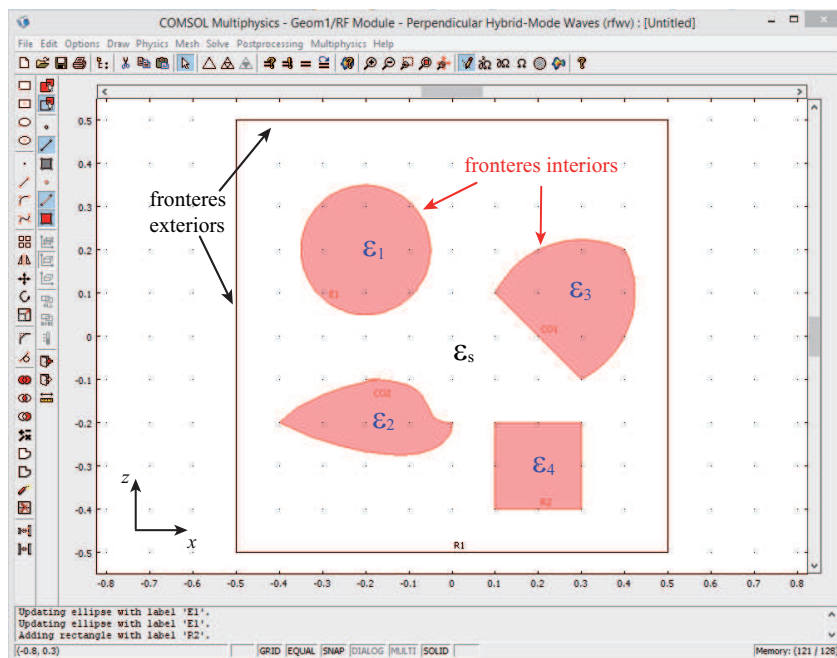 COMSOL Multiphysics - Geom1/RF Module - Perpendicular Hybrid-Mode Waves (rfwv) : [Untitled]
File Edit Options Draw Physics Mesh Solve Postprocessing Multiphysics Help
0.5
0.4
0.3
0.2
0.1
0
-0.1
-0.2
-0.3
-0.4
-0.5
fronteres
exteriors
fronteres interiors
ε1
E1
ε3
CO1
εs
CO2
ε2
ε4
R2
z
x
R1
-0.8 -0.7 -0.6 -0.5 -0.4 -0.3 -0.2 -0.1 0 0.1 0.2 0.3 0.4 0.5 0.6 0.7 0.8
Updating ellipse with label 'E1'.
Updating ellipse with label 'E1'.
Adding rectangle with label 'R2'.
(-0.8, 0.3) GRID EQUAL SNAP DIALOG MULTI SOLID Memory: (121 / 128